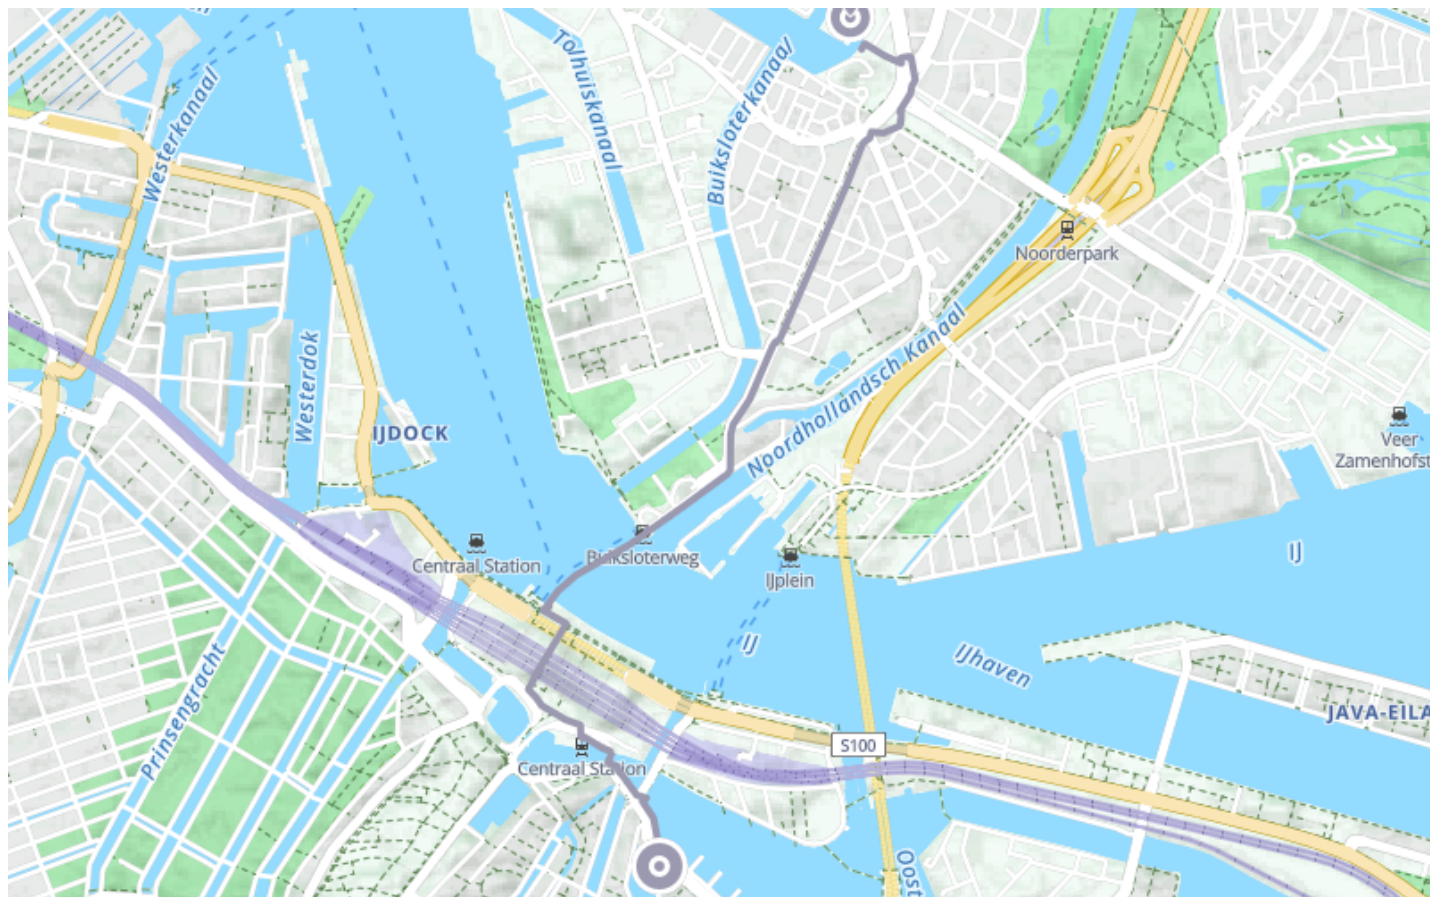 Westerkanaal
Tolhuiskanaal
Buiksloterkanaal
Noorderpark
Westerdok
IJDOCK
Noordhollandsch Kanaal
Veer
Zamenhofst
Centraal Station
Buiksloterweg
IJplein
IJ
IJ
IJhaven
Prinsengracht
JAVA-EILA
S100
Centraal Station
Oost